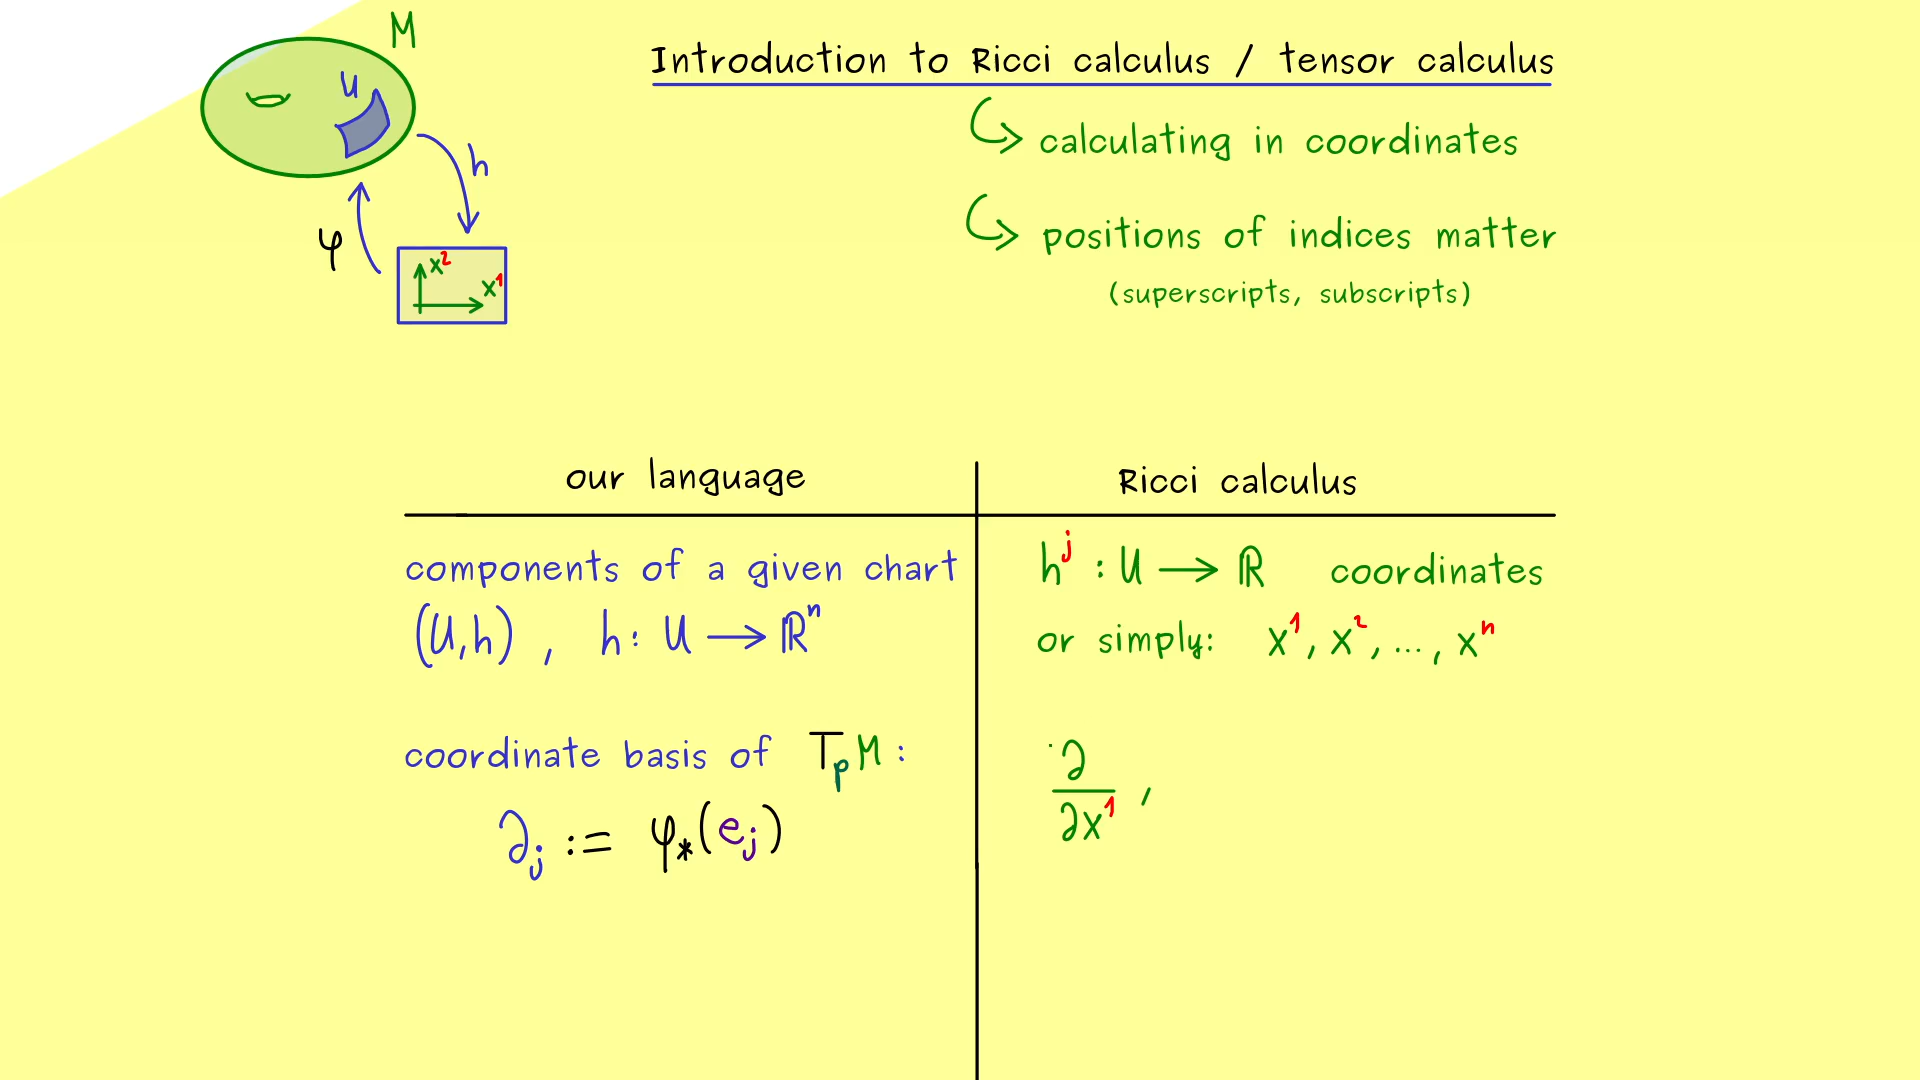 M
Introduction to Ricci calculus / tensor calculus
U
calculating in coordinates
h
positions of indices matter
φ
x²
x¹
(superscripts, subscripts)
our language
Ricci calculus
components of a given chart
hʲ : U ⟶ ℝ coordinates
(U,h) , h: U ⟶ ℝⁿ
or simply: x¹, x², ..., xⁿ
coordinate basis of TₚM :
∂/∂x¹ ,
∂ⱼ := φ_*(eⱼ)